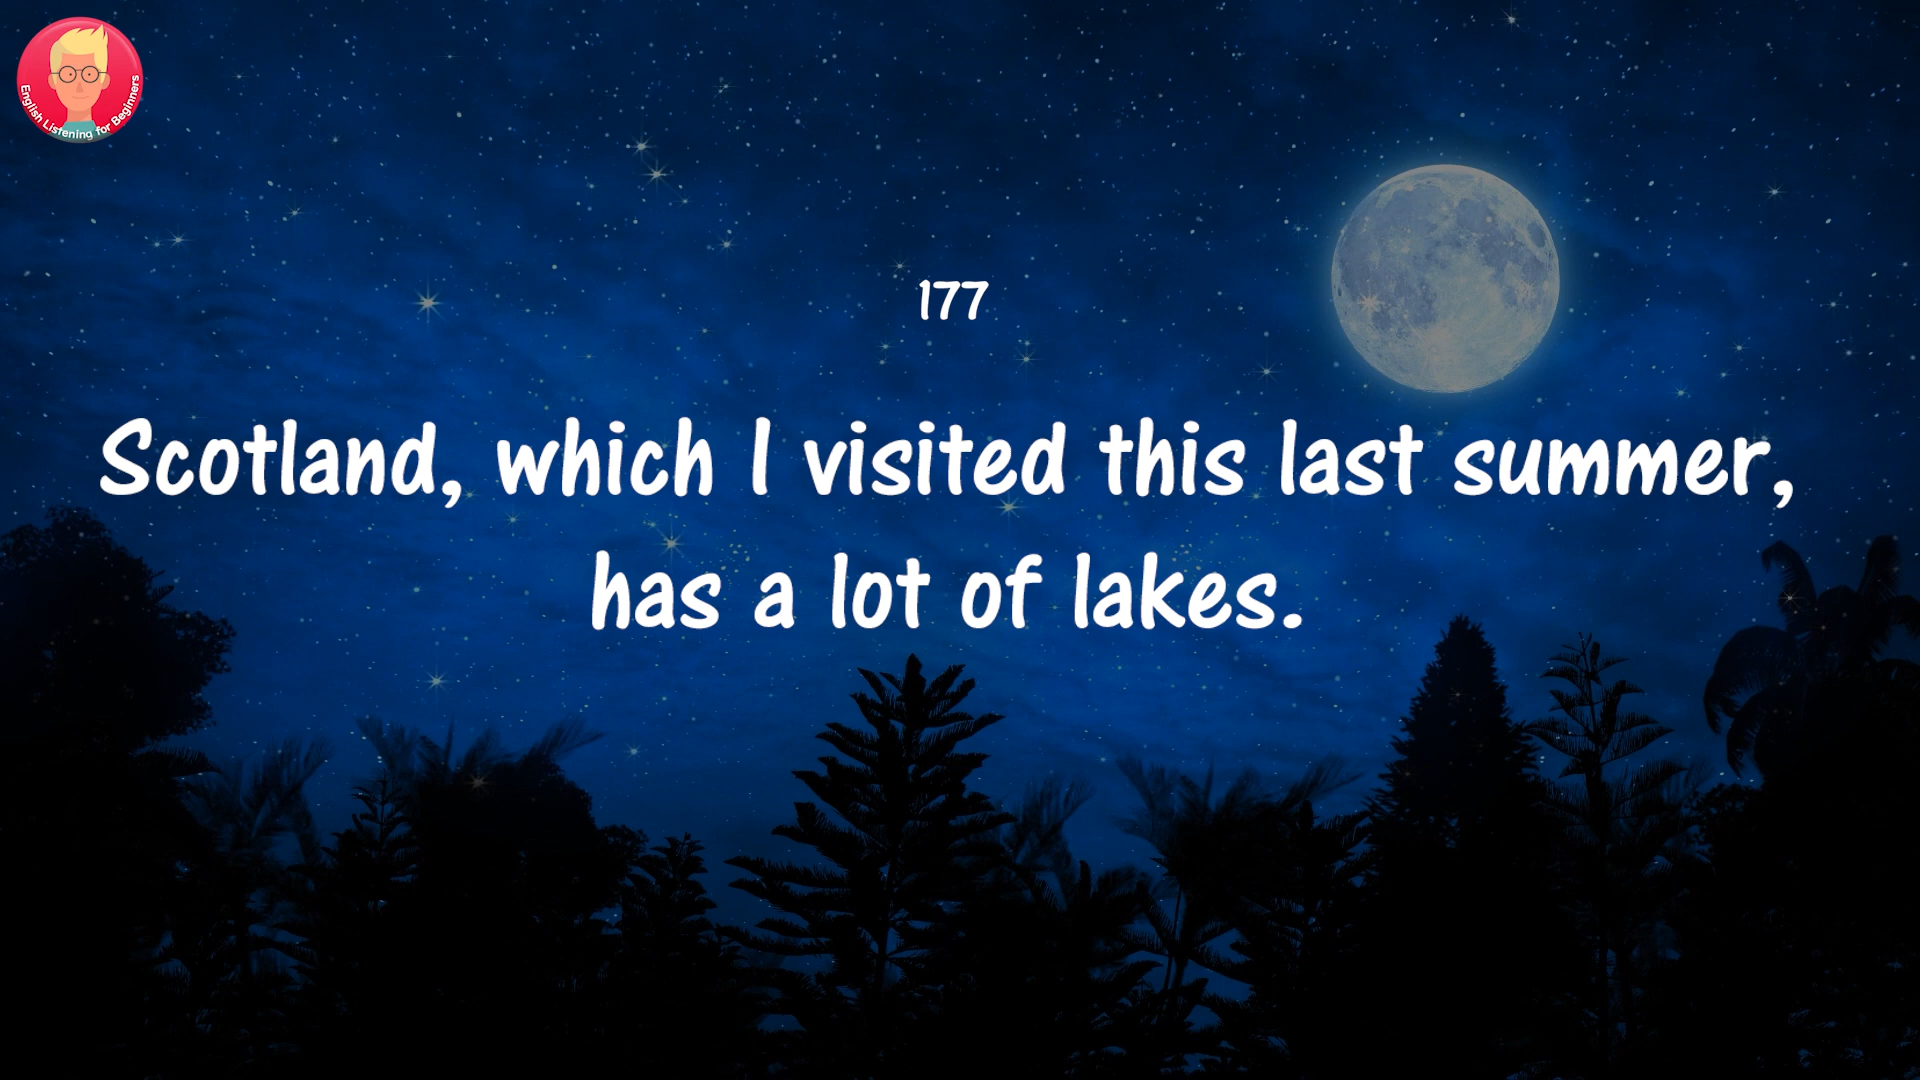 English Listening for Beginners
177
Scotland, which I visited this last summer,
has a lot of lakes.